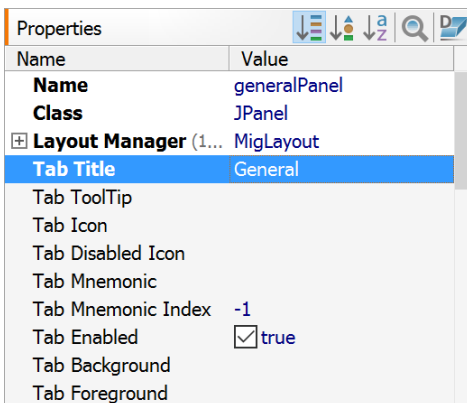 Properties
Name Value
Name generalPanel
Class JPanel
Layout Manager (1... MigLayout
Tab Title General
Tab ToolTip
Tab Icon
Tab Disabled Icon
Tab Mnemonic
Tab Mnemonic Index -1
Tab Enabled true
Tab Background
Tab Foreground